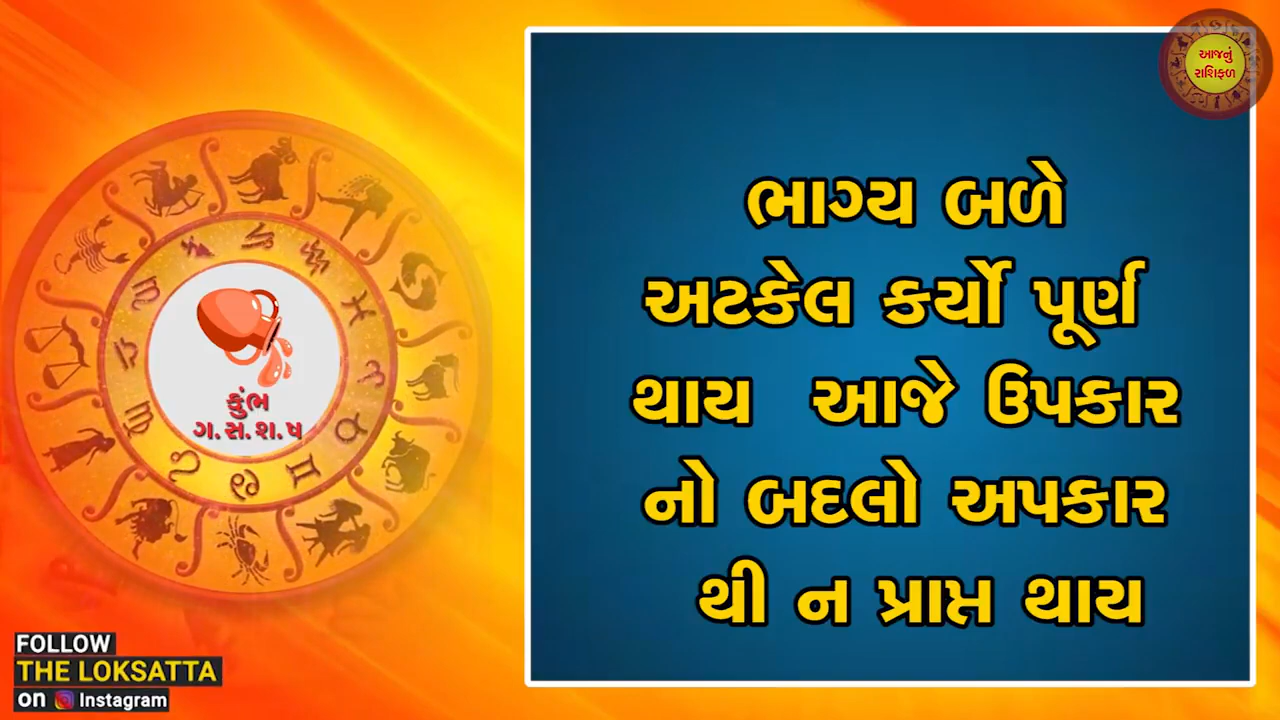 આજનું
રાશિફળ
ભાગ્ય બળે
અટકેલ કર્યો પૂર્ણ
થાય આજે ઉપકાર
નો બદલો અપકાર
થી ન પ્રાપ્ત થાય
કુંભ
ગ.સ.શ.ષ
FOLLOW
THE LOKSATTA
on Instagram